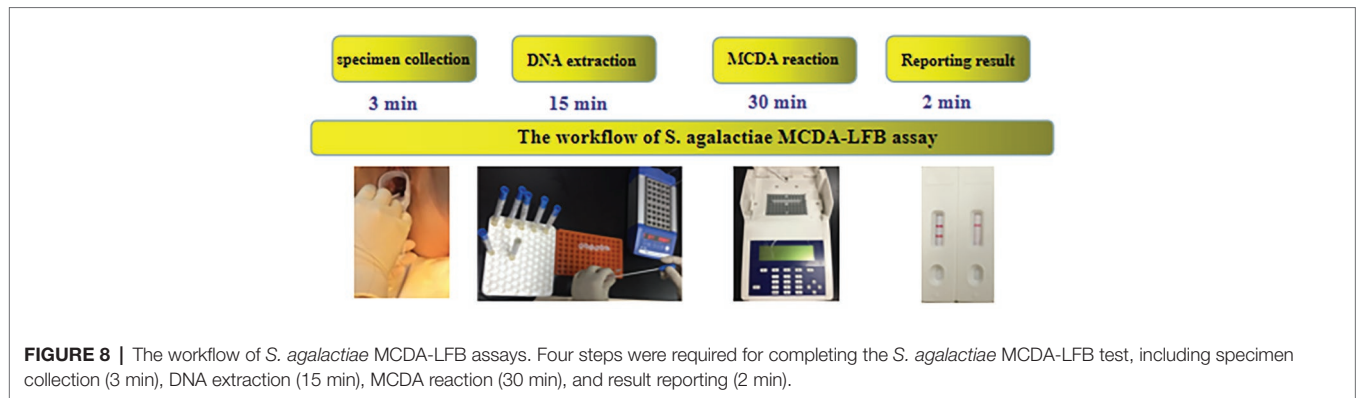 specimen collection DNA extraction MCDA reaction Reporting result
3 min 15 min 30 min 2 min
The workflow of S. agalactiae MCDA-LFB assay
FIGURE 8 | The workflow of S. agalactiae MCDA-LFB assays. Four steps were required for completing the S. agalactiae MCDA-LFB test, including specimen
collection (3 min), DNA extraction (15 min), MCDA reaction (30 min), and result reporting (2 min).